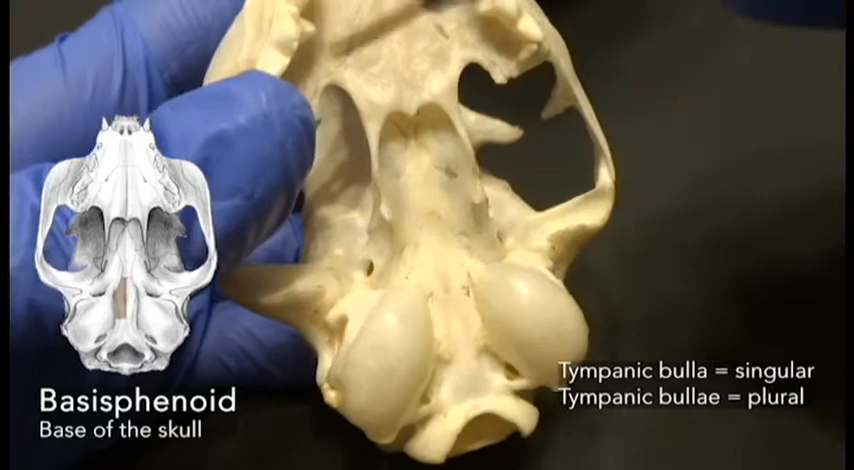 Basisphenoid
Base of the skull
Tympanic bulla = singular
Tympanic bullae = plural